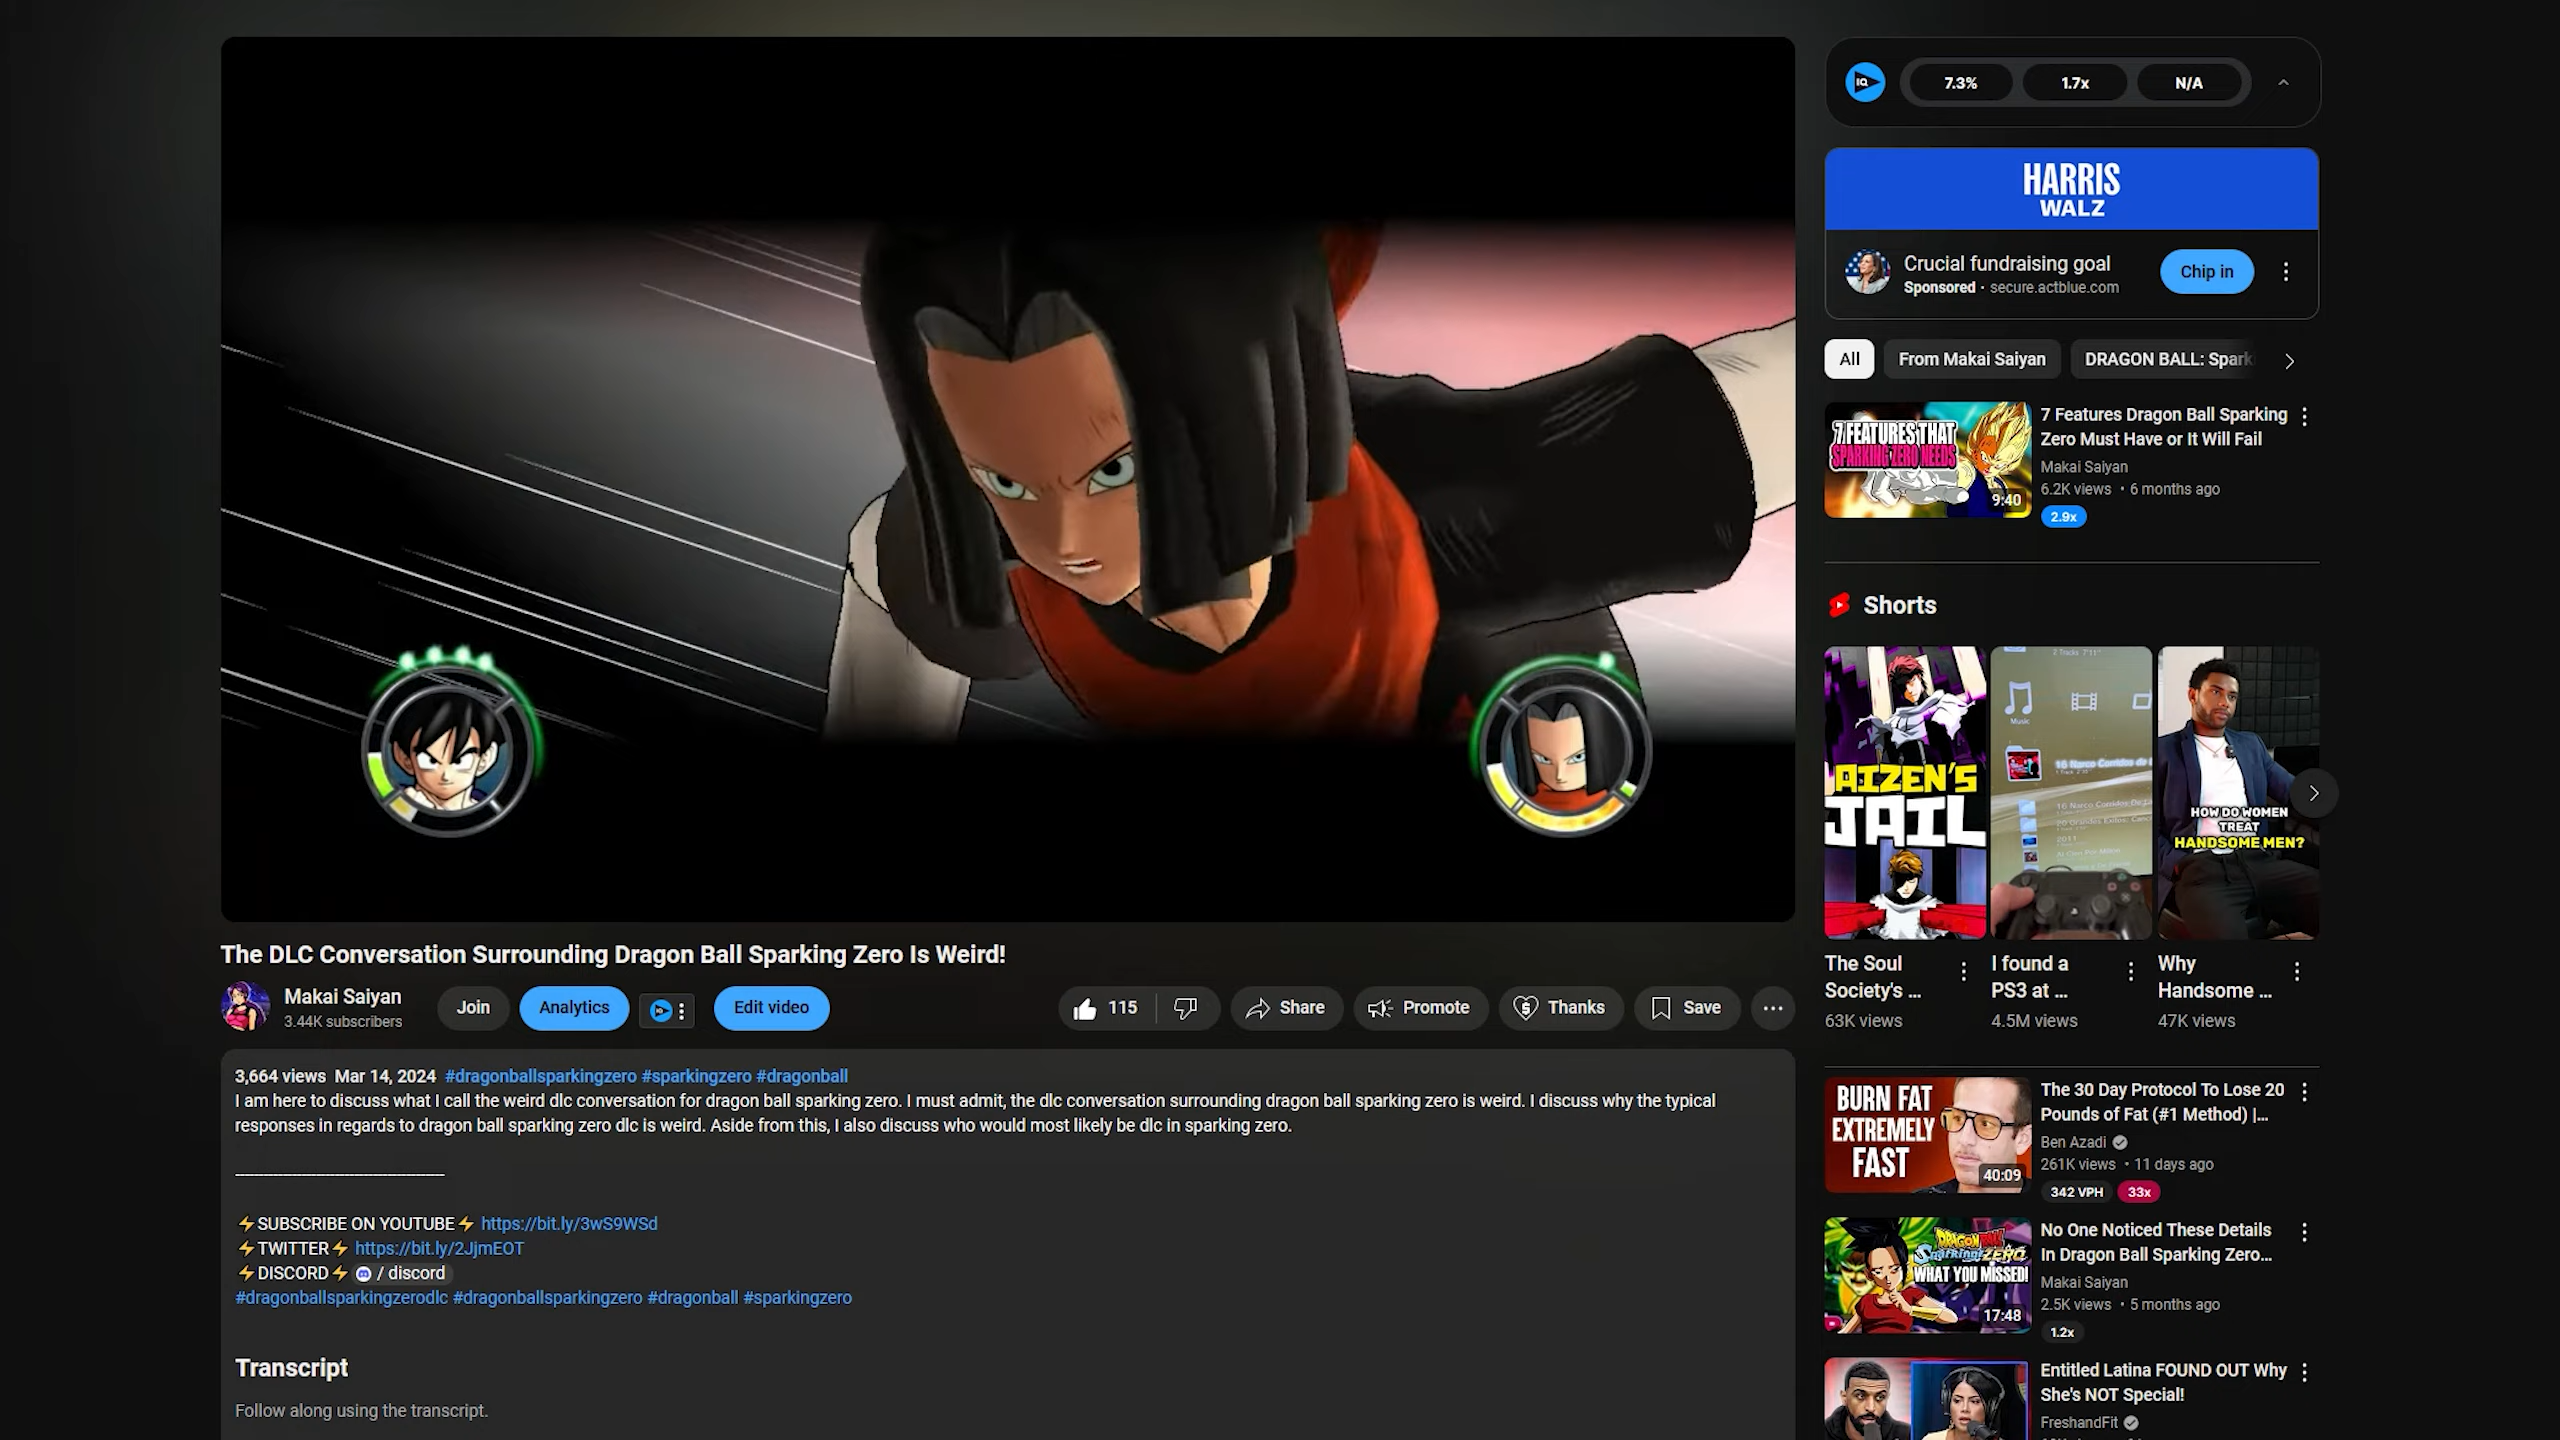 7.3%
1.7x
N/A
HARRIS
WALZ
Crucial fundraising goal
Sponsored · secure.actblue.com
Chip in
All
From Makai Saiyan
DRAGON BALL: Spark
7 FEATURES THAT
SPARKING ZERO NEEDS
9:40
7 Features Dragon Ball Sparking
Zero Must Have or It Will Fail
Makai Saiyan
6.2K views • 6 months ago
2.9x
Shorts
AIZEN'S
JAIL
Music
HOW DO WOMEN
TREAT
HANDSOME MEN?
The Soul
Society's ...
63K views
I found a
PS3 at ...
4.5M views
Why
Handsome ...
47K views
The DLC Conversation Surrounding Dragon Ball Sparking Zero Is Weird!
Makai Saiyan
3.44K subscribers
Join
Analytics
Edit video
115
Share
Promote
Thanks
Save
3,664 views Mar 14, 2024 #dragonballsparkingzero #sparkingzero #dragonball
I am here to discuss what I call the weird dlc conversation for dragon ball sparking zero. I must admit, the dlc conversation surrounding dragon ball sparking zero is weird. I discuss why the typical
responses in regards to dragon ball sparking zero dlc is weird. Aside from this, I also discuss who would most likely be dlc in sparking zero.
⚡SUBSCRIBE ON YOUTUBE⚡ https://bit.ly/3wS9WSd
⚡TWITTER⚡ https://bit.ly/2JjmEOT
⚡DISCORD⚡ / discord
#dragonballsparkingzerodlc #dragonballsparkingzero #dragonball #sparkingzero
Transcript
Follow along using the transcript.
BURN FAT
EXTREMELY
FAST
40:09
The 30 Day Protocol To Lose 20
Pounds of Fat (#1 Method) |...
Ben Azadi
261K views • 11 days ago
342 VPH
33x
DRAGON BALL
Sparking! ZERO
WHAT YOU MISSED!
17:48
No One Noticed These Details
In Dragon Ball Sparking Zero...
Makai Saiyan
2.5K views • 5 months ago
1.2x
Entitled Latina FOUND OUT Why
She's NOT Special!
FreshandFit